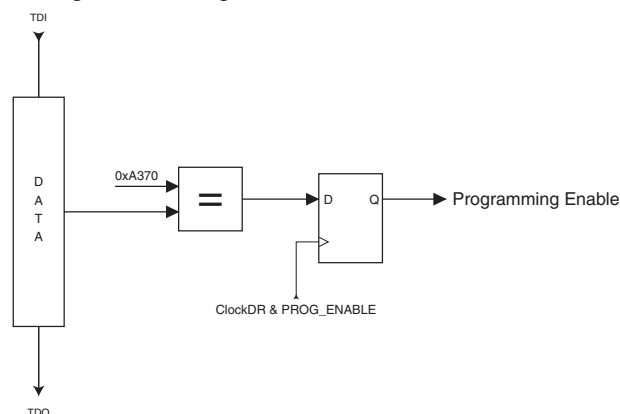 TDI
D
A
T
A
0xA370
=
D Q
Programming Enable
ClockDR & PROG_ENABLE
TDO